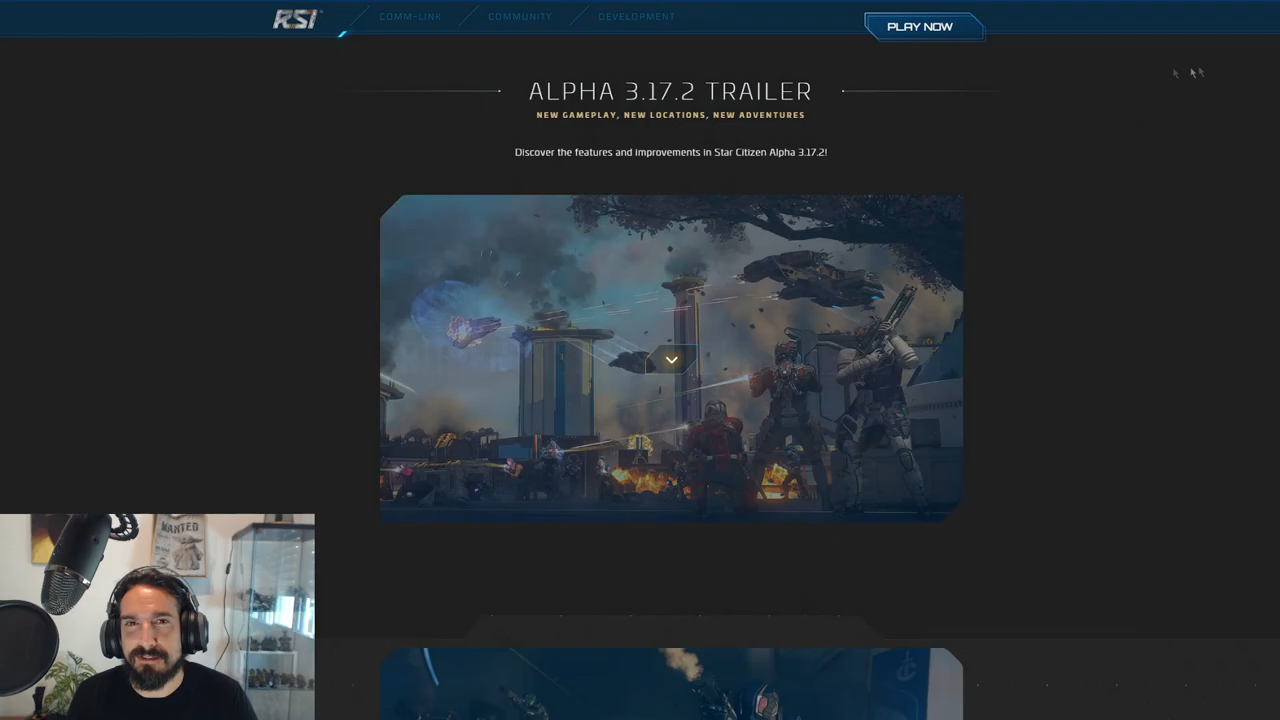 RSI
COMM-LINK
COMMUNITY
DEVELOPMENT
PLAY NOW
ALPHA 3.17.2 TRAILER
NEW GAMEPLAY, NEW LOCATIONS, NEW ADVENTURES
Discover the features and improvements in Star Citizen Alpha 3.17.2!
WANTED